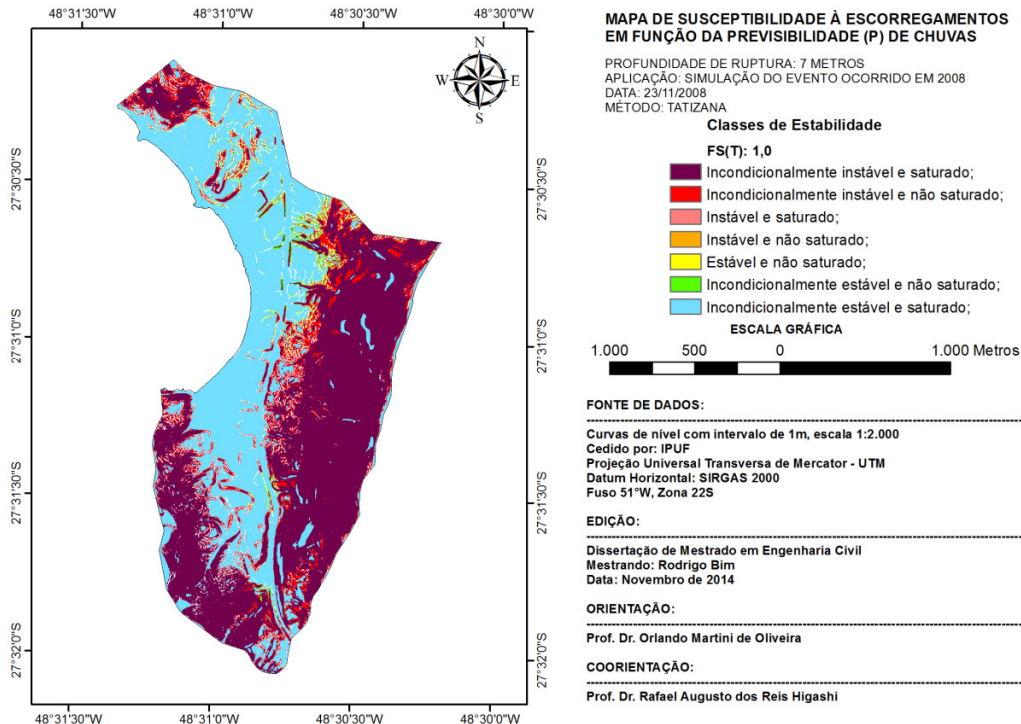 48°31'30"W
48°31'0"W
48°30'30"W
48°30'0"W
N
W
E
S
27°30'30"S
27°31'0"S
27°31'30"S
27°32'0"S
27°30'30"S
27°31'0"S
27°31'30"S
27°32'0"S
48°31'30"W
48°31'0"W
48°30'30"W
48°30'0"W
MAPA DE SUSCEPTIBILIDADE À ESCORREGAMENTOS
EM FUNÇÃO DA PREVISIBILIDADE (P) DE CHUVAS
PROFUNDIDADE DE RUPTURA: 7 METROS
APLICAÇÃO: SIMULAÇÃO DO EVENTO OCORRIDO EM 2008
DATA: 23/11/2008
MÉTODO: TATIZANA
Classes de Estabilidade
FS(T): 1,0
Incondicionalmente instável e saturado;
Incondicionalmente instável e não saturado;
Instável e saturado;
Instável e não saturado;
Estável e não saturado;
Incondicionalmente estável e não saturado;
Incondicionalmente estável e saturado;
ESCALA GRÁFICA
1.000 500 0 1.000 Metros
FONTE DE DADOS:
Curvas de nível com intervalo de 1m, escala 1:2.000
Cedido por: IPUF
Projeção Universal Transversa de Mercator - UTM
Datum Horizontal: SIRGAS 2000
Fuso 51°W, Zona 22S
EDIÇÃO:
Dissertação de Mestrado em Engenharia Civil
Mestrando: Rodrigo Bim
Data: Novembro de 2014
ORIENTAÇÃO:
Prof. Dr. Orlando Martini de Oliveira
COORIENTAÇÃO:
Prof. Dr. Rafael Augusto dos Reis Higashi